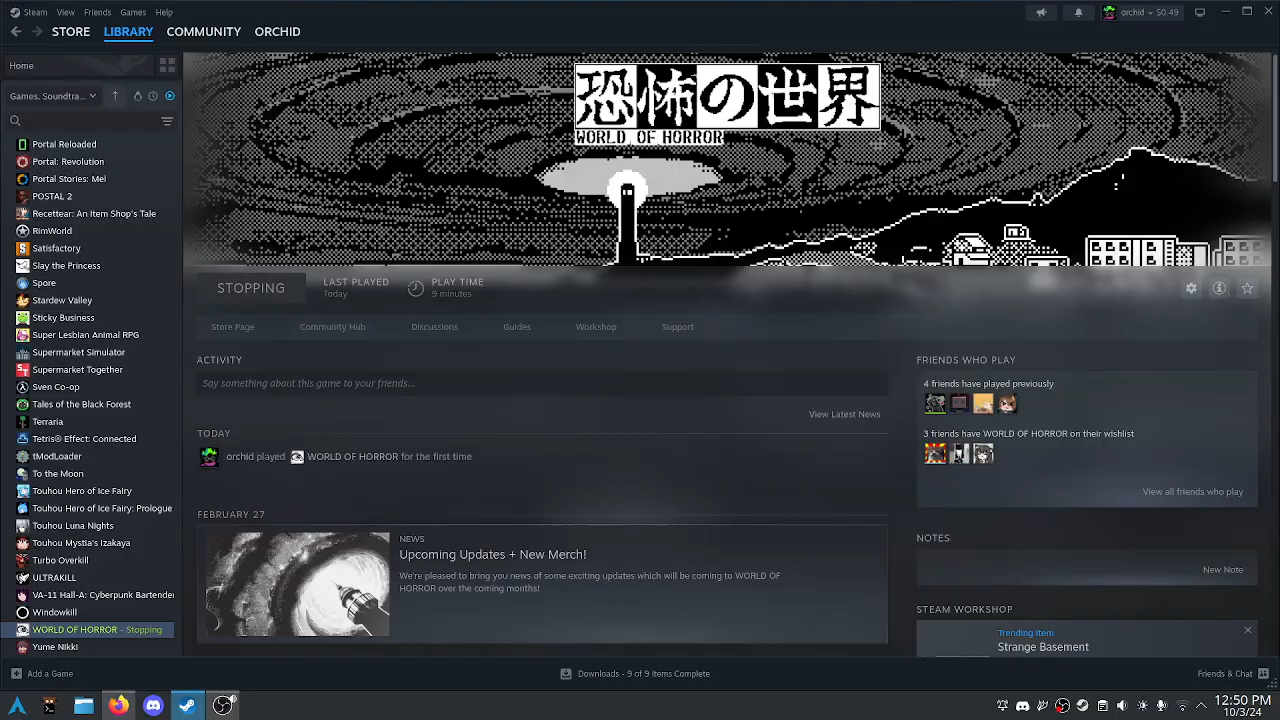 Steam View Friends Games Help
orchid $0.49
STORE LIBRARY COMMUNITY ORCHID
Home
Games, Soundtra...
Portal Reloaded
Portal: Revolution
Portal Stories: Mel
POSTAL 2
Recettear: An Item Shop's Tale
RimWorld
Satisfactory
Slay the Princess
Soundpad
Stardew Valley
Sticky Business
Super Lesbian Animal RPG
Supermarket Simulator
Supermarket Together
Sven Co-op
Tales of the Black Forest
Terraria
Tetris® Effect: Connected
tModLoader
To the Moon
Touhou Hero of Ice Fairy
Touhou Hero of Ice Fairy: Prologue
Touhou Luna Nights
Touhou Mystia's Izakaya
Turbo Overkill
ULTRAKILL
VA-11 Hall-A: Cyberpunk Bartender
Windowkill
WORLD OF HORROR - Stopping
Yume Nikki
恐怖の世界
WORLD OF HORROR
STOPPING
LAST PLAYED
Today
PLAY TIME
9 minutes
Store Page Community Hub Discussions Guides Workshop Support
ACTIVITY
Say something about this game to your friends...
View Latest News
TODAY
orchid played WORLD OF HORROR for the first time
FEBRUARY 27
NEWS
Upcoming Updates + New Merch!
We're pleased to bring you news of some exciting updates which will be coming to WORLD OF
HORROR over the coming months!
FRIENDS WHO PLAY
4 friends have played previously
3 friends have WORLD OF HORROR on their wishlist
View all friends who play
NOTES
New Note
STEAM WORKSHOP
Trending Item
Strange Basement
Add a Game
Downloads - 9 of 9 Items Complete
Friends & Chat
12:50 PM
10/3/24